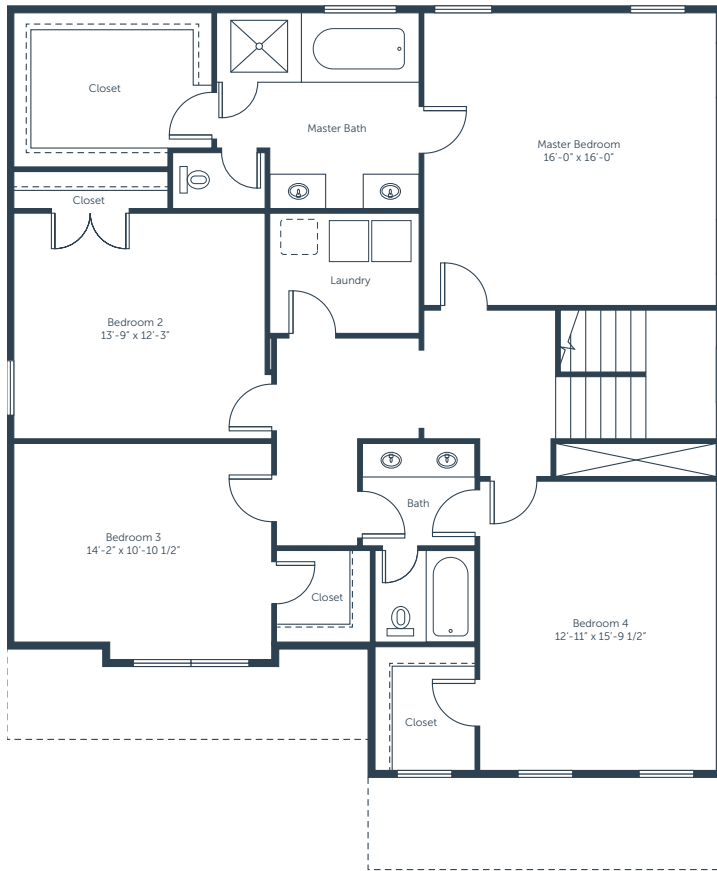 Closet
Master Bath
Master Bedroom
16'-0" x 16'-0"
Closet
Laundry
Bedroom 2
13'-9" x 12'-3"
Bath
Bedroom 3
14'-2" x 10'-10 1/2"
Closet
Bedroom 4
12'-11" x 15'-9 1/2"
Closet